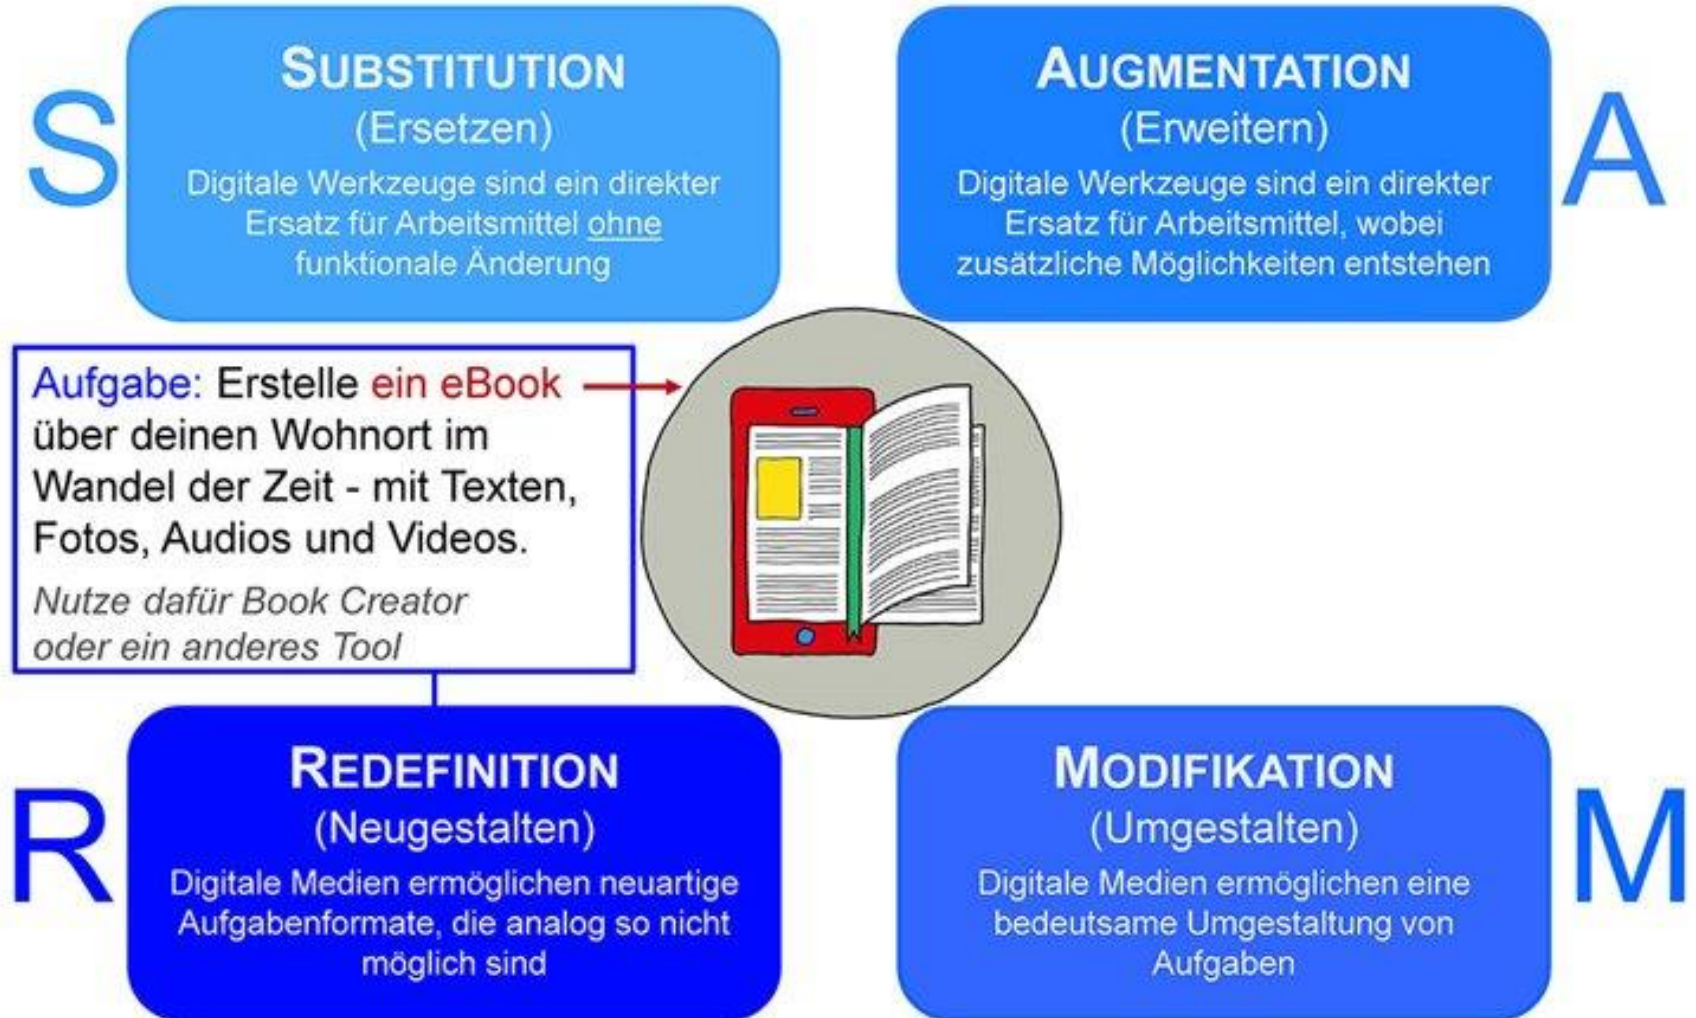 S
SUBSTITUTION
(Ersetzen)
Digitale Werkzeuge sind ein direkter
Ersatz für Arbeitsmittel ohne
funktionale Änderung
AUGMENTATION
(Erweitern)
Digitale Werkzeuge sind ein direkter
Ersatz für Arbeitsmittel, wobei
zusätzliche Möglichkeiten entstehen
A
Aufgabe: Erstelle ein eBook
über deinen Wohnort im
Wandel der Zeit - mit Texten,
Fotos, Audios und Videos.
Nutze dafür Book Creator
oder ein anderes Tool
R
REDEFINITION
(Neugestalten)
Digitale Medien ermöglichen neuartige
Aufgabenformate, die analog so nicht
möglich sind
MODIFIKATION
(Umgestalten)
Digitale Medien ermöglichen eine
bedeutsame Umgestaltung von
Aufgaben
M